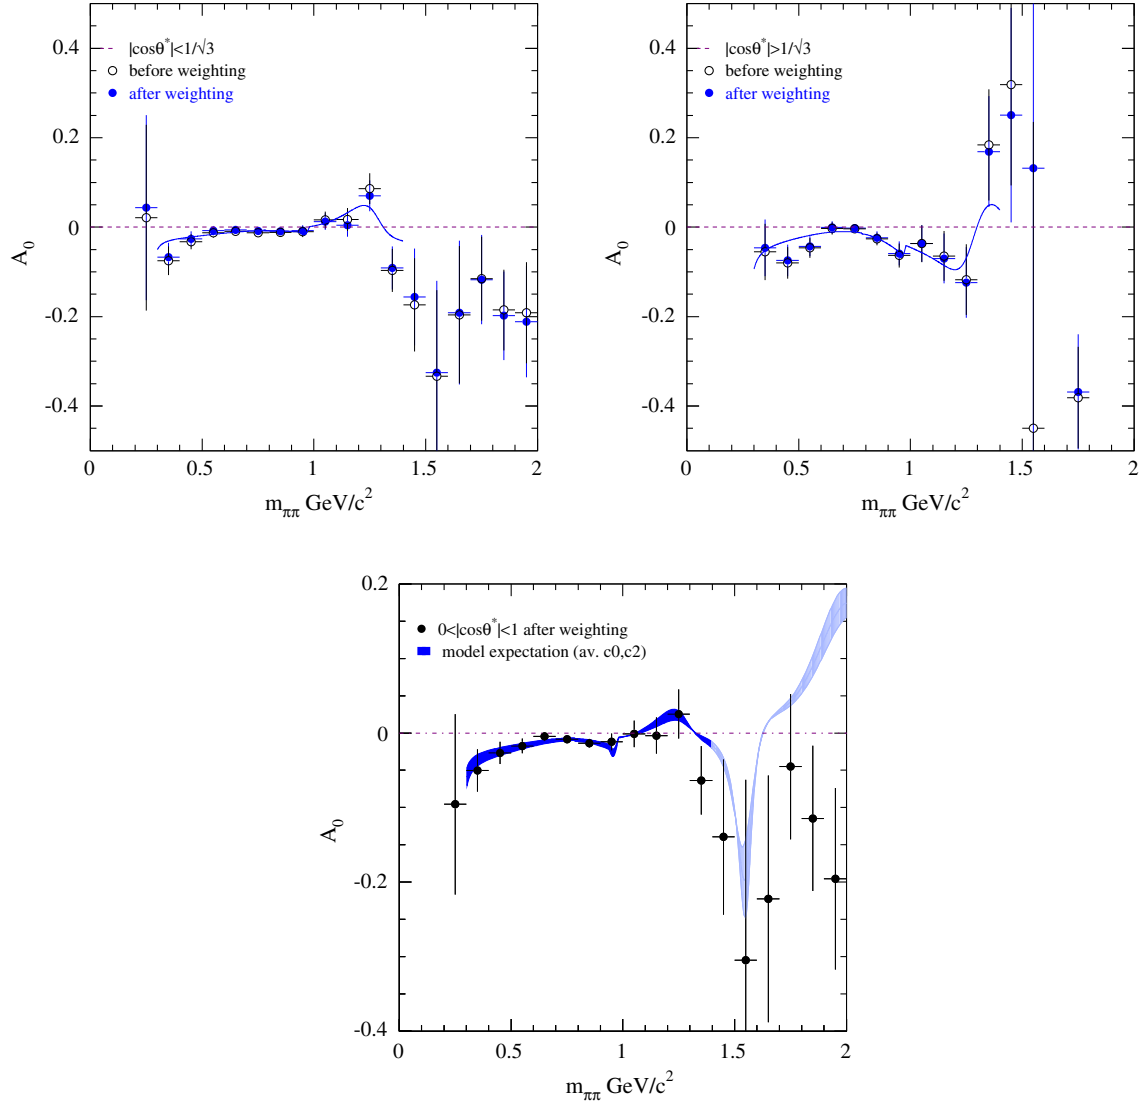 0.4
0.2
0
-0.2
-0.4
A₀
|cosθ*|<1/√3
before weighting
after weighting
0 0.5 1 1.5 2
m_ππ GeV/c²
0.4
0.2
0
-0.2
-0.4
A₀
|cosθ*|>1/√3
before weighting
after weighting
0 0.5 1 1.5 2
m_ππ GeV/c²
0.2
0
-0.2
-0.4
A₀
0<|cosθ*|<1 after weighting
model expectation (av. c0,c2)
0 0.5 1 1.5 2
m_ππ GeV/c²